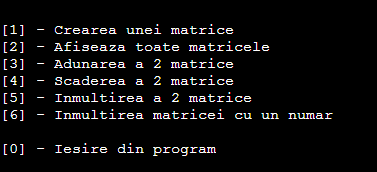 [1] - Crearea unei matrice
[2] - Afiseaza toate matricele
[3] - Adunarea a 2 matrice
[4] - Scaderea a 2 matrice
[5] - Inmultirea a 2 matrice
[6] - Inmultirea matricei cu un numar
[0] - Iesire din program